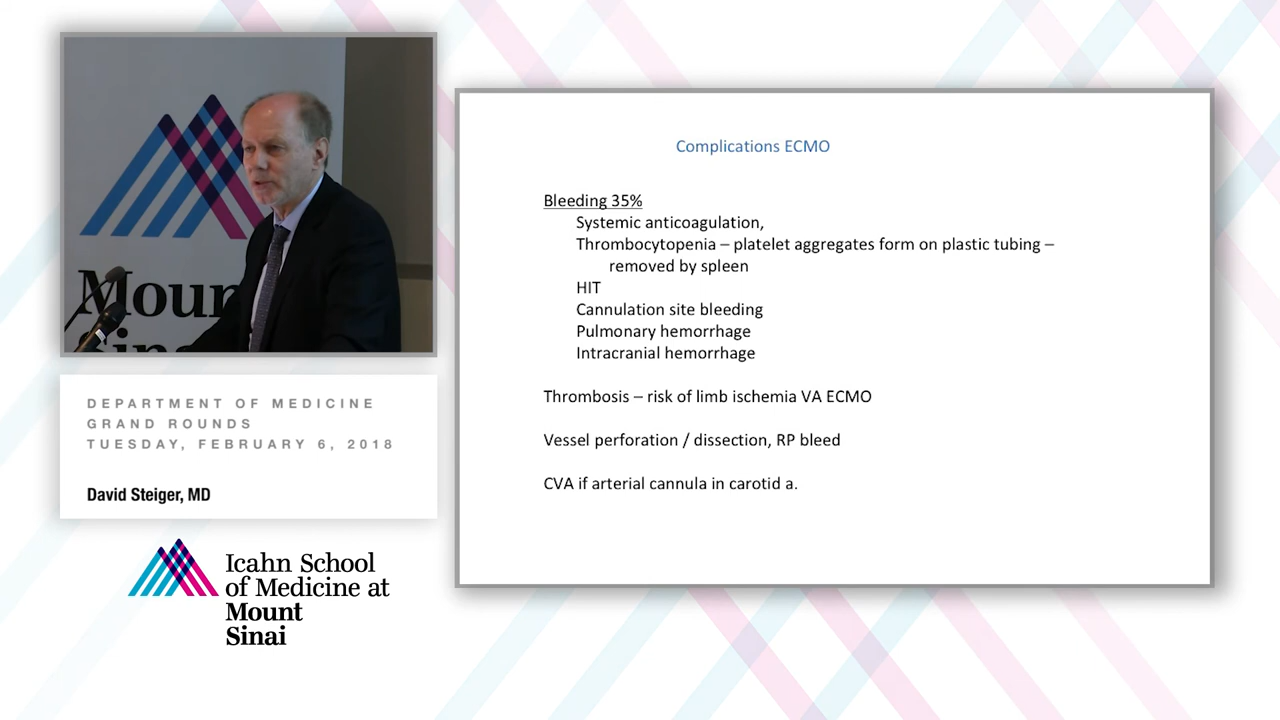 Mount
Sinai
DEPARTMENT OF MEDICINE
GRAND ROUNDS
TUESDAY, FEBRUARY 6, 2018
David Steiger, MD
Icahn School
of Medicine at
Mount
Sinai
Complications ECMO
Bleeding 35%
Systemic anticoagulation,
Thrombocytopenia – platelet aggregates form on plastic tubing –
removed by spleen
HIT
Cannulation site bleeding
Pulmonary hemorrhage
Intracranial hemorrhage
Thrombosis – risk of limb ischemia VA ECMO
Vessel perforation / dissection, RP bleed
CVA if arterial cannula in carotid a.